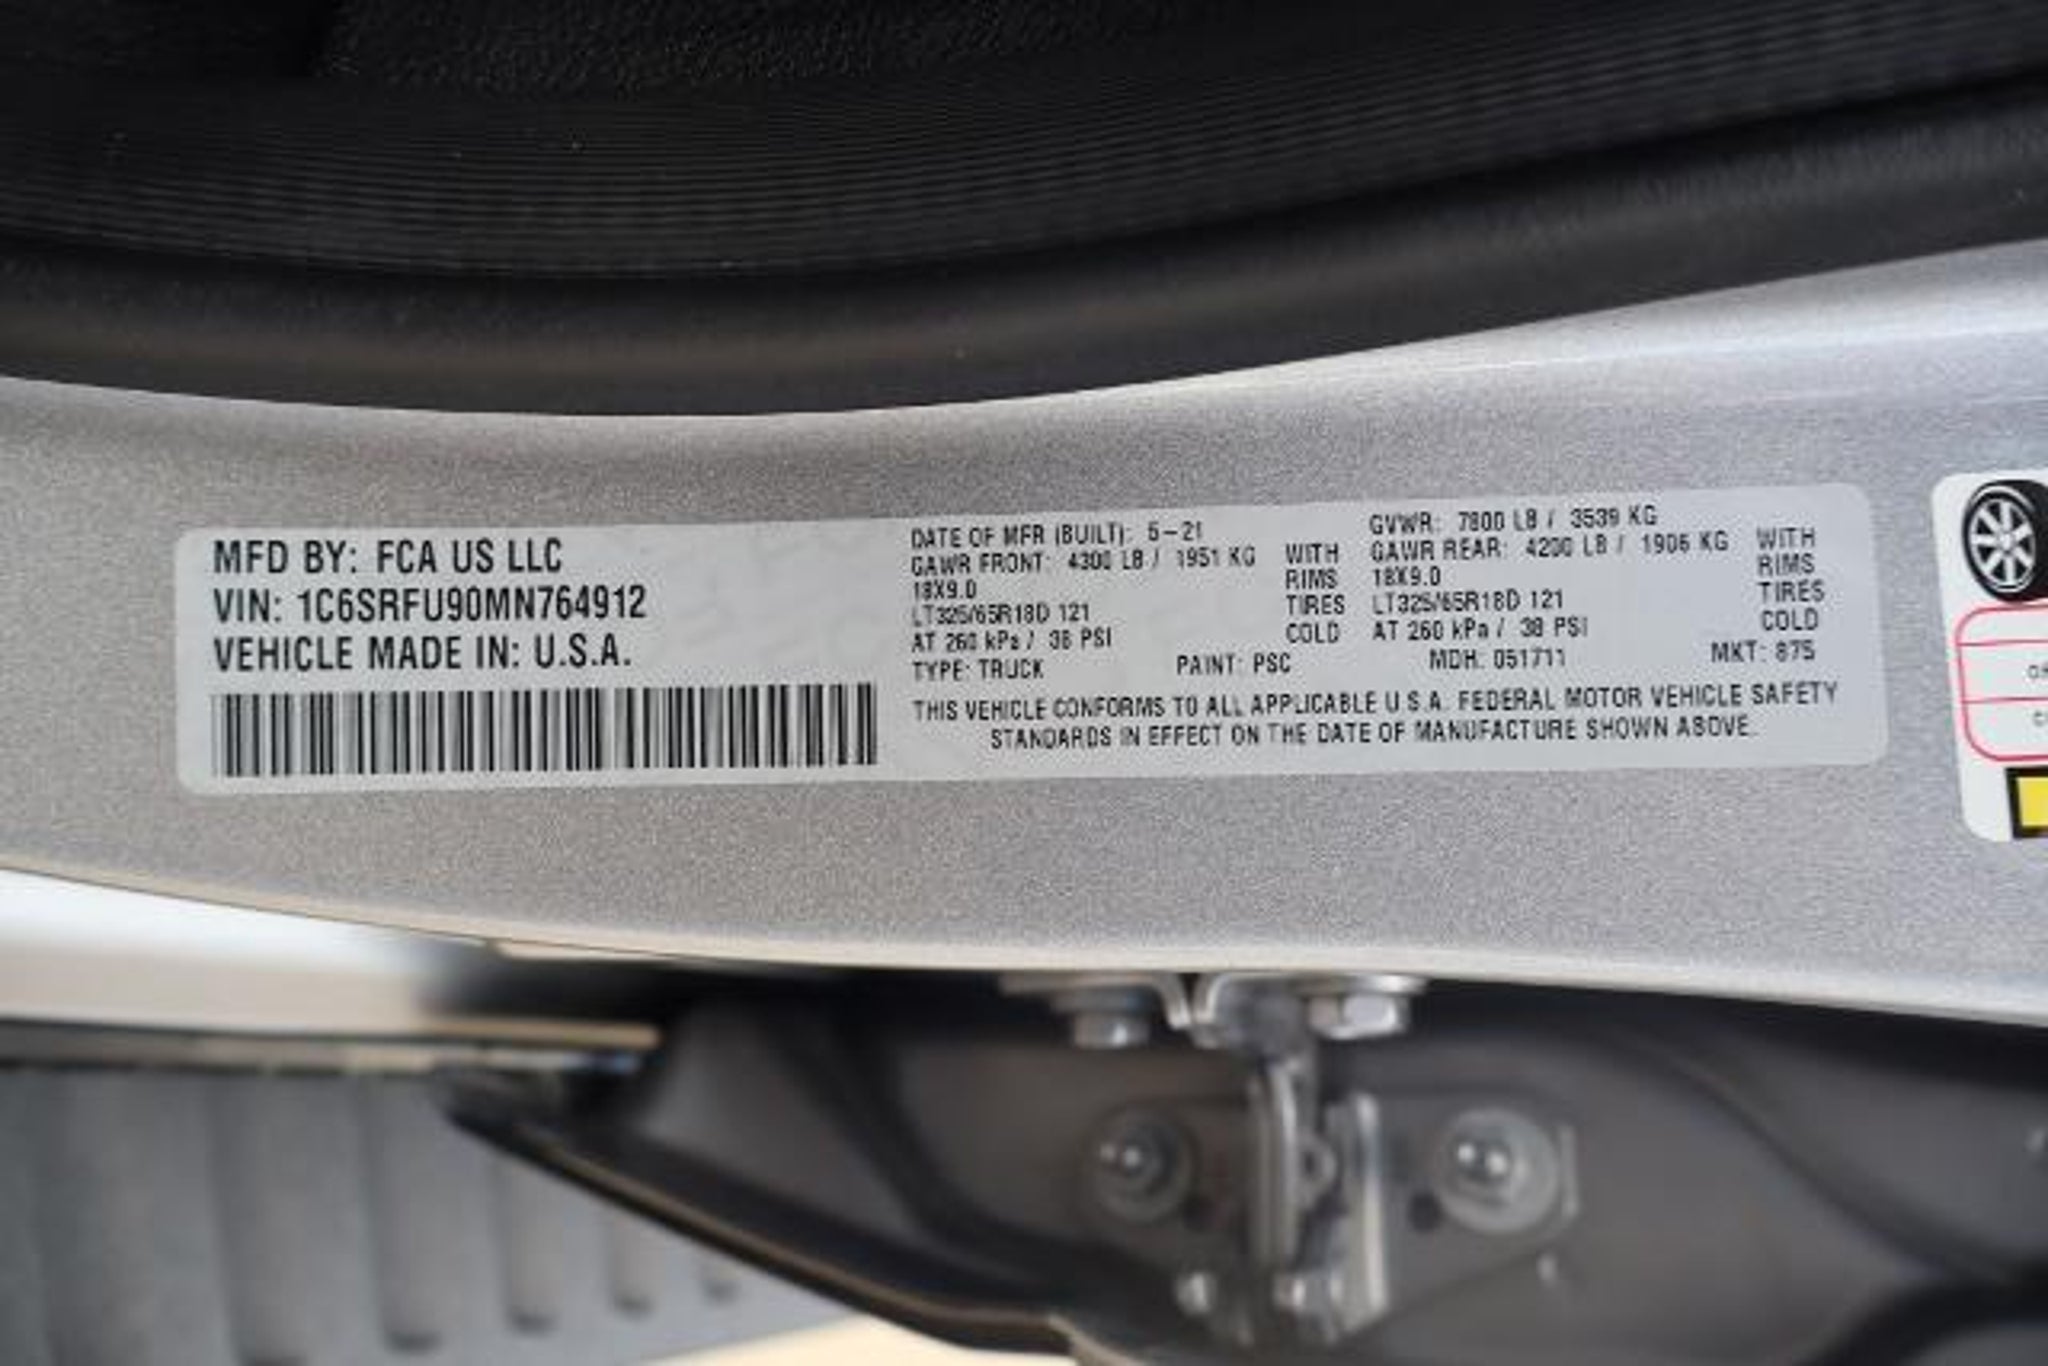 MFD BY: FCA US LLC
VIN: 1C6SRFU90MN764912
VEHICLE MADE IN: U.S.A.
DATE OF MFR (BUILT): 5-21
GAWR FRONT: 4300 LB / 1951 KG WITH
18X9.0 RIMS
LT325/65R18D 121 TIRES
AT 260 kPa / 38 PSI COLD
GVWR: 7800 LB / 3539 KG
GAWR REAR: 4200 LB / 1906 KG WITH
18X9.0 RIMS
LT325/65R18D 121 TIRES
AT 260 kPa / 38 PSI COLD
TYPE: TRUCK PAINT: PSC MDH: 051711 MKT: 875
THIS VEHICLE CONFORMS TO ALL APPLICABLE U.S.A. FEDERAL MOTOR VEHICLE SAFETY
STANDARDS IN EFFECT ON THE DATE OF MANUFACTURE SHOWN ABOVE.